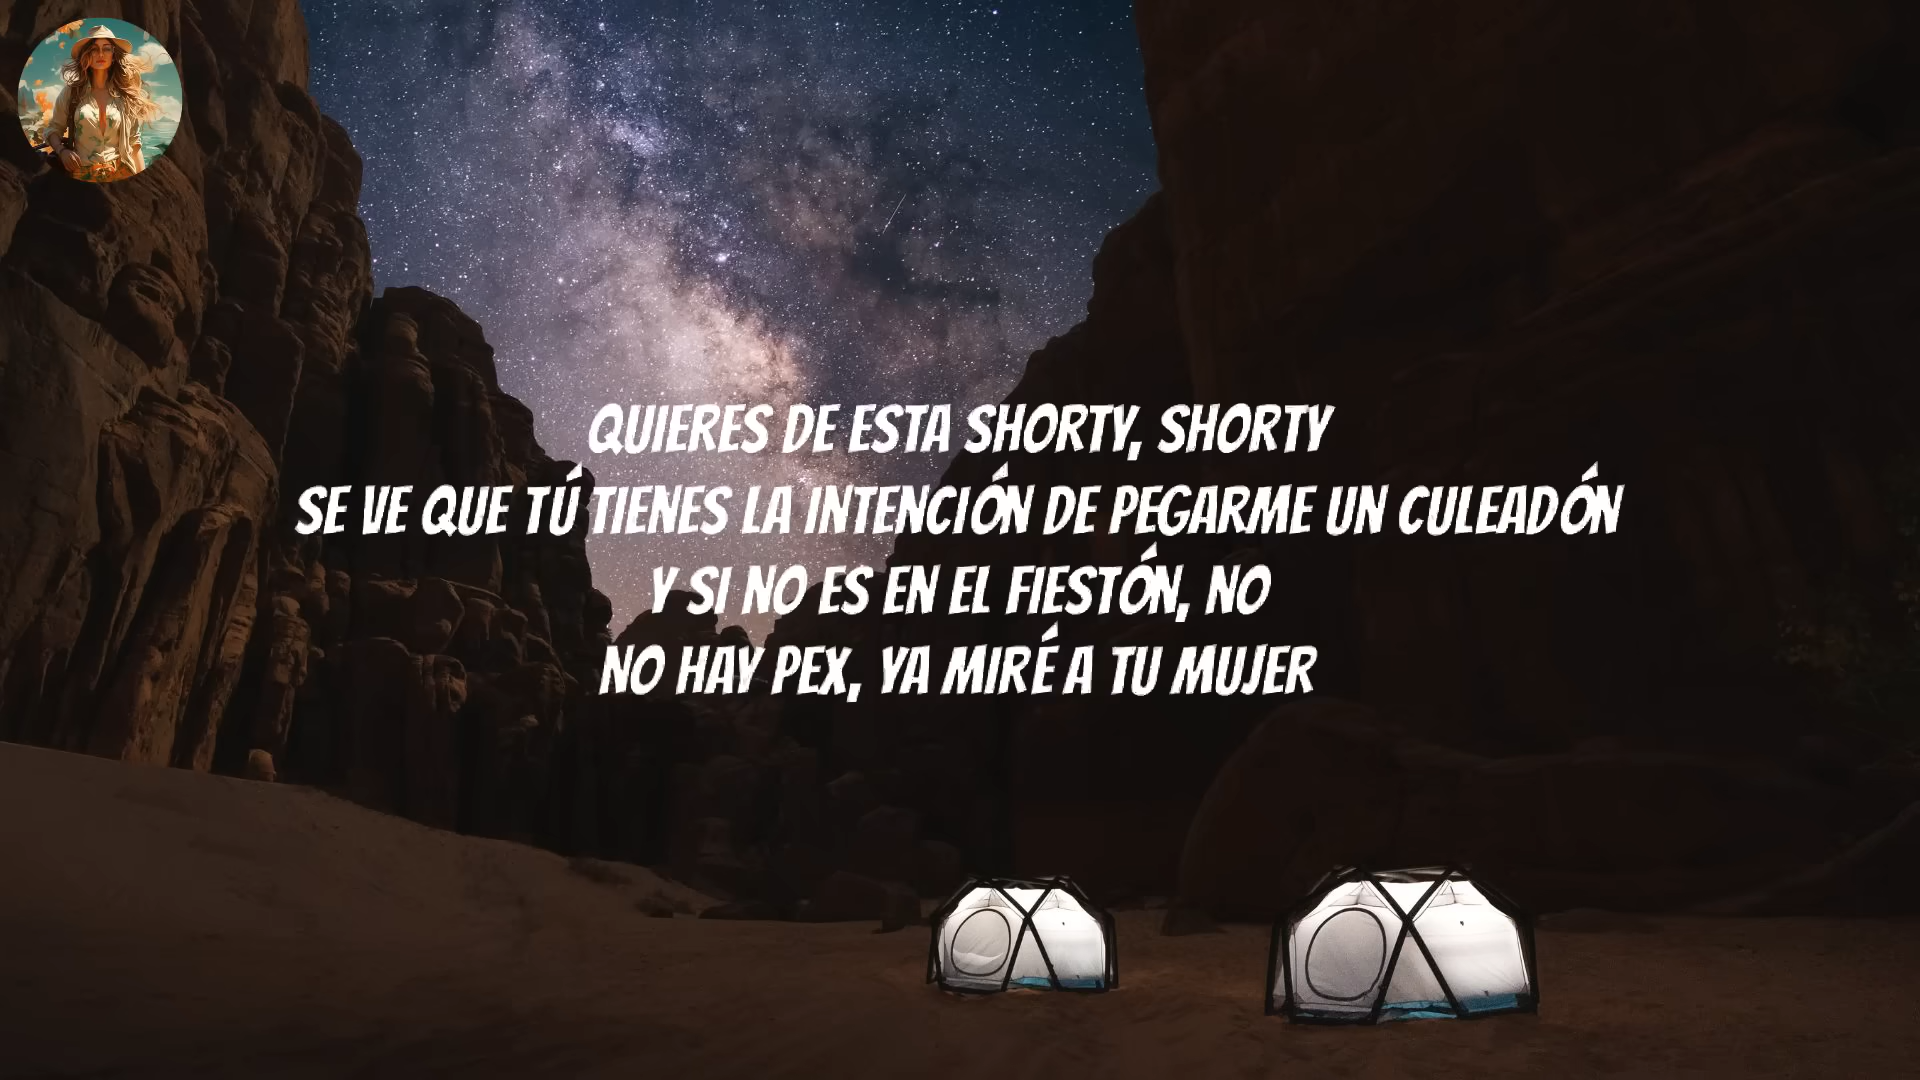 QUIERES DE ESTA SHORTY, SHORTY
SE VE QUE TÚ TIENES LA INTENCIÓN DE PEGARME UN CULEADÓN
Y SI NO ES EN EL FIESTÓN, NO
NO HAY PEX, YA MIRÉ A TU MUJER